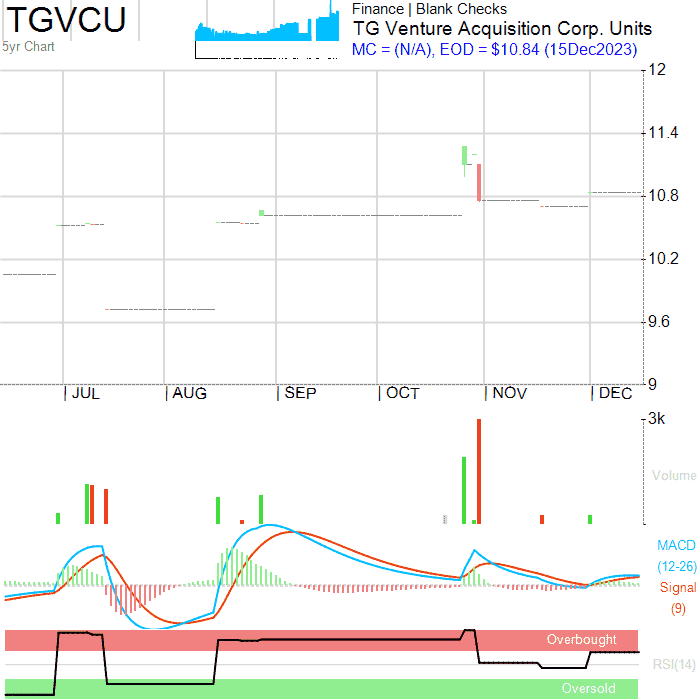 TGVCU
5yr Chart
Finance | Blank Checks
TG Venture Acquisition Corp. Units
MC = (N/A), EOD = $10.84 (15Dec2023)
12
11.4
10.8
10.2
9.6
9
JUL AUG SEP OCT NOV DEC
3k
Volume
MACD
(12-26)
Signal
(9)
Overbought
RSI(14)
Oversold